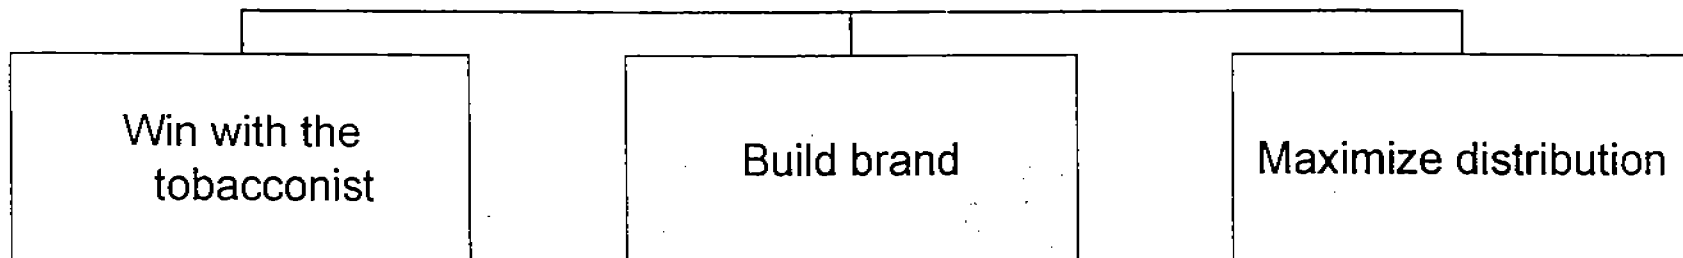 Win with the
tobacconist
Build brand
Maximize distribution